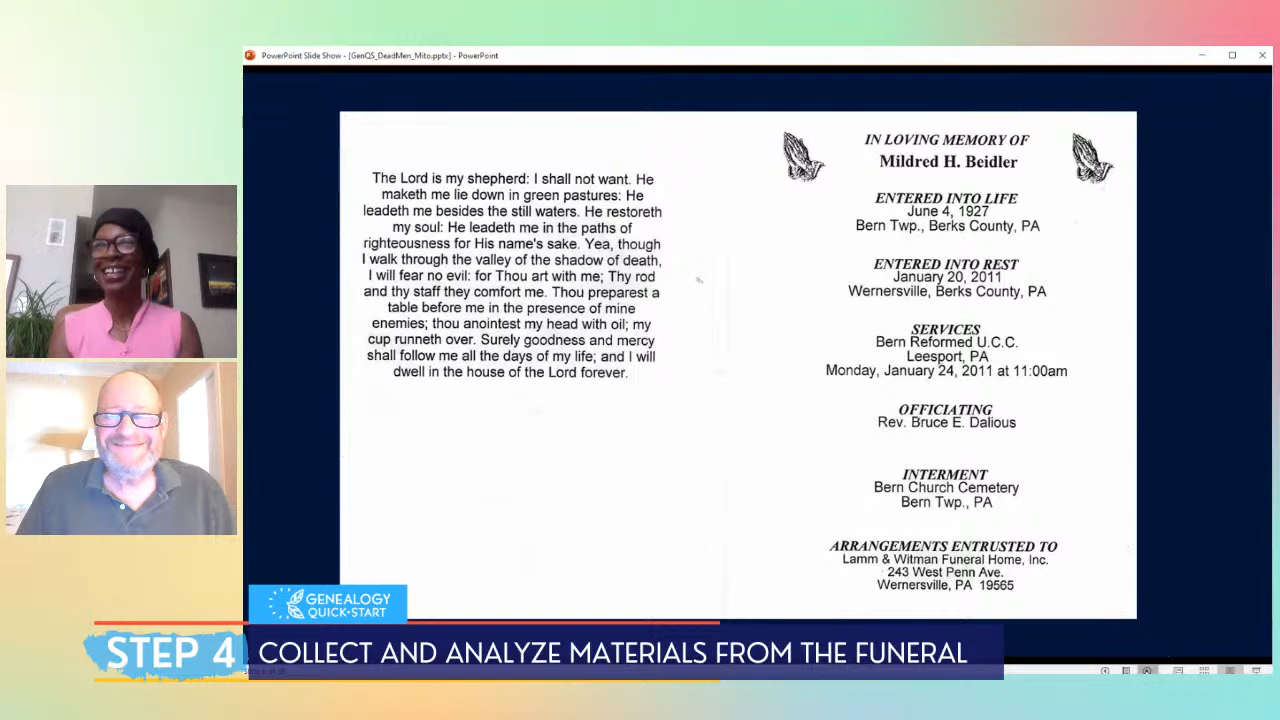 PowerPoint Slide Show - [GenQS_DeadMen_Mito.pptx] - PowerPoint
The Lord is my shepherd: I shall not want. He
maketh me lie down in green pastures: He
leadeth me besides the still waters. He restoreth
my soul: He leadeth me in the paths of
righteousness for His name's sake. Yea, though
I walk through the valley of the shadow of death,
I will fear no evil: for Thou art with me; Thy rod
and thy staff they comfort me. Thou preparest a
table before me in the presence of mine
enemies; thou anointest my head with oil; my
cup runneth over. Surely goodness and mercy
shall follow me all the days of my life; and I will
dwell in the house of the Lord forever.
IN LOVING MEMORY OF
Mildred H. Beidler
ENTERED INTO LIFE
June 4, 1927
Bern Twp., Berks County, PA
ENTERED INTO REST
January 20, 2011
Wernersville, Berks County, PA
SERVICES
Bern Reformed U.C.C.
Leesport, PA
Monday, January 24, 2011 at 11:00am
OFFICIATING
Rev. Bruce E. Dalious
INTERMENT
Bern Church Cemetery
Bern Twp., PA
ARRANGEMENTS ENTRUSTED TO
Lamm & Witman Funeral Home, Inc.
243 West Penn Ave.
Wernersville, PA 19565
GENEALOGY
QUICK•START
STEP 4
COLLECT AND ANALYZE MATERIALS FROM THE FUNERAL